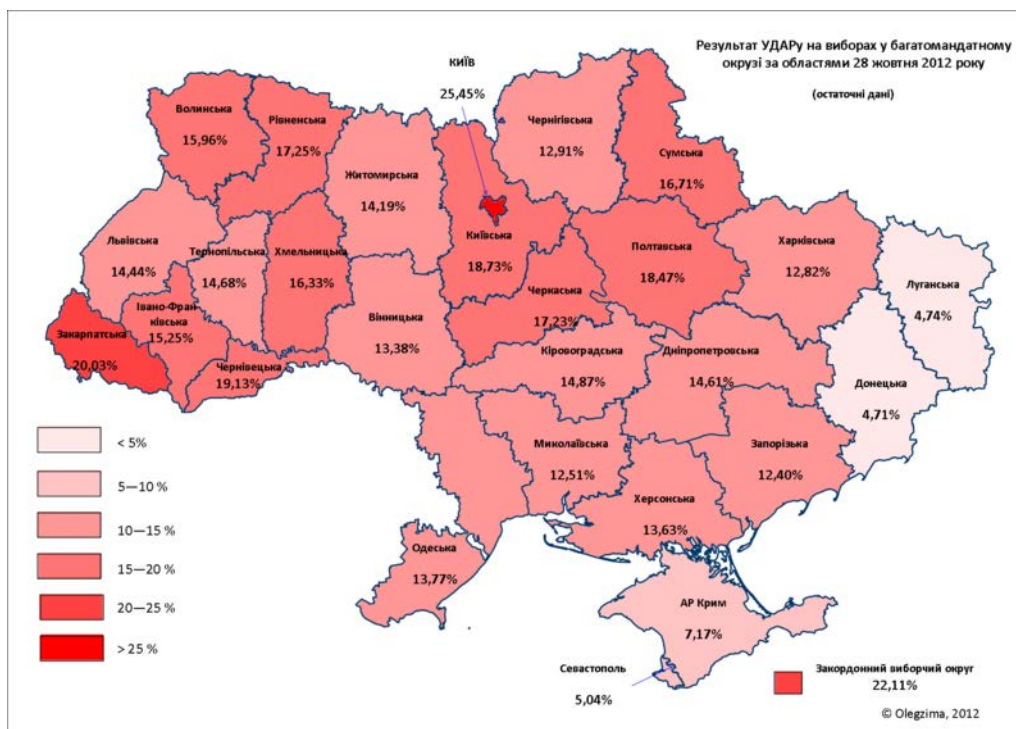 Результат УДАРу на виборах у багатомандатному
окрузі за областями 28 жовтня 2012 року
(остаточні дані)
КИЇВ
25,45%
Волинська
15,96%
Рівненська
17,25%
Житомирська
14,19%
Чернігівська
12,91%
Сумська
16,71%
Львівська
14,44%
Тернопільська
14,68%
Хмельницька
16,33%
Київська
18,73%
Полтавська
18,47%
Харківська
12,82%
Луганська
4,74%
Закарпатська
20,03%
Івано-Фран
ківська
15,25%
Чернівецька
19,13%
Вінницька
13,38%
Черкаська
17,23%
Кіровоградська
14,87%
Дніпропетровська
14,61%
Донецька
4,71%
Миколаївська
12,51%
Запорізька
12,40%
Херсонська
13,63%
Одеська
13,77%
АР Крим
7,17%
Севастополь
5,04%
< 5%
5—10 %
10—15 %
15—20 %
20—25 %
> 25 %
Закордонний виборчий округ
22,11%
© Olegzima, 2012